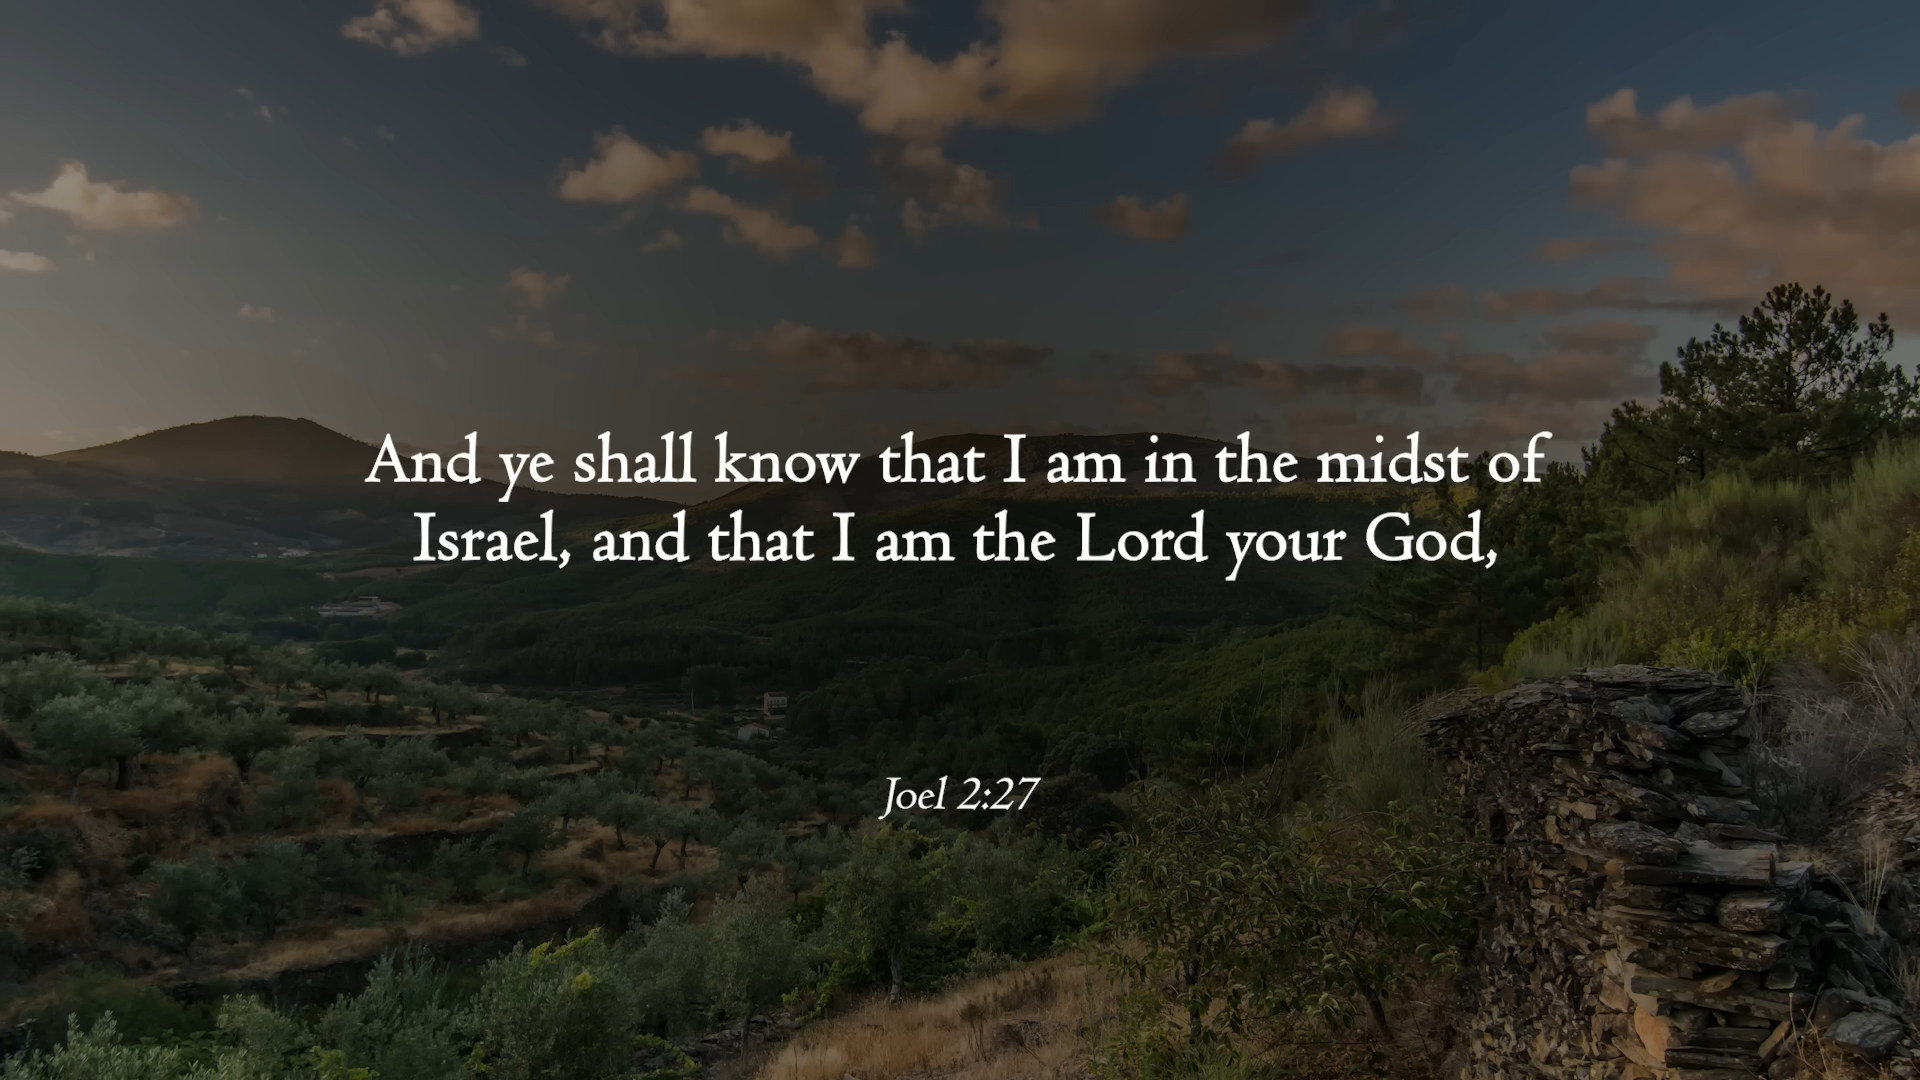 And ye shall know that I am in the midst of
Israel, and that I am the Lord your God,
Joel 2:27